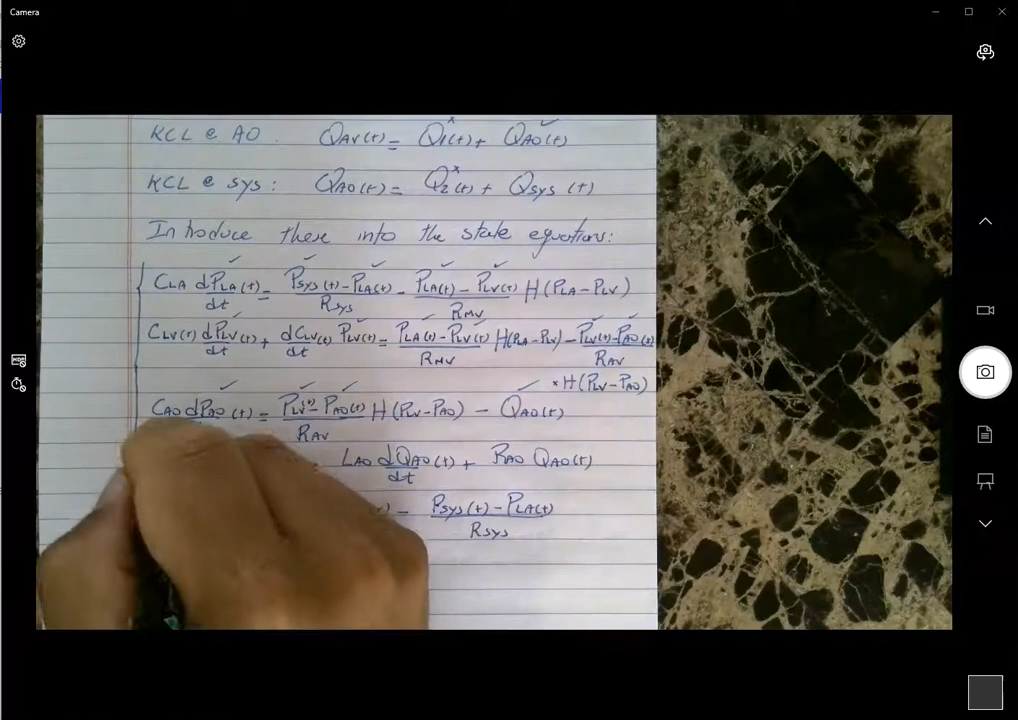 Camera
KCL @ AO Q_AV(t) = Q_1(t) + Q_AO(t)
KCL @ sys: Q_AO(t) = Q_2(t) + Q_sys(t)
Introduce these into the state equations:
C_LA dP_LA(t)/dt = (P_sys(t) - P_LA(t))/R_sys - (P_LA(t) - P_LV(t))/R_MV H(P_LA - P_LV)
C_LV(t) dP_LV(t)/dt + dC_LV(t)/dt P_LV(t) = (P_LA(t) - P_LV(t))/R_MV H(P_LA - P_LV) - (P_LV(t) - P_AO(t))/R_AV
* H(P_LV - P_AO)
C_AO dP_AO(t) = (P_LV(t) - P_AO(t))/R_AV H(P_LV - P_AO) - Q_AO(t)
L_AO dQ_AO(t)/dt + R_AO Q_AO(t)
- (P_sys(t) - P_LA(t))/R_sys